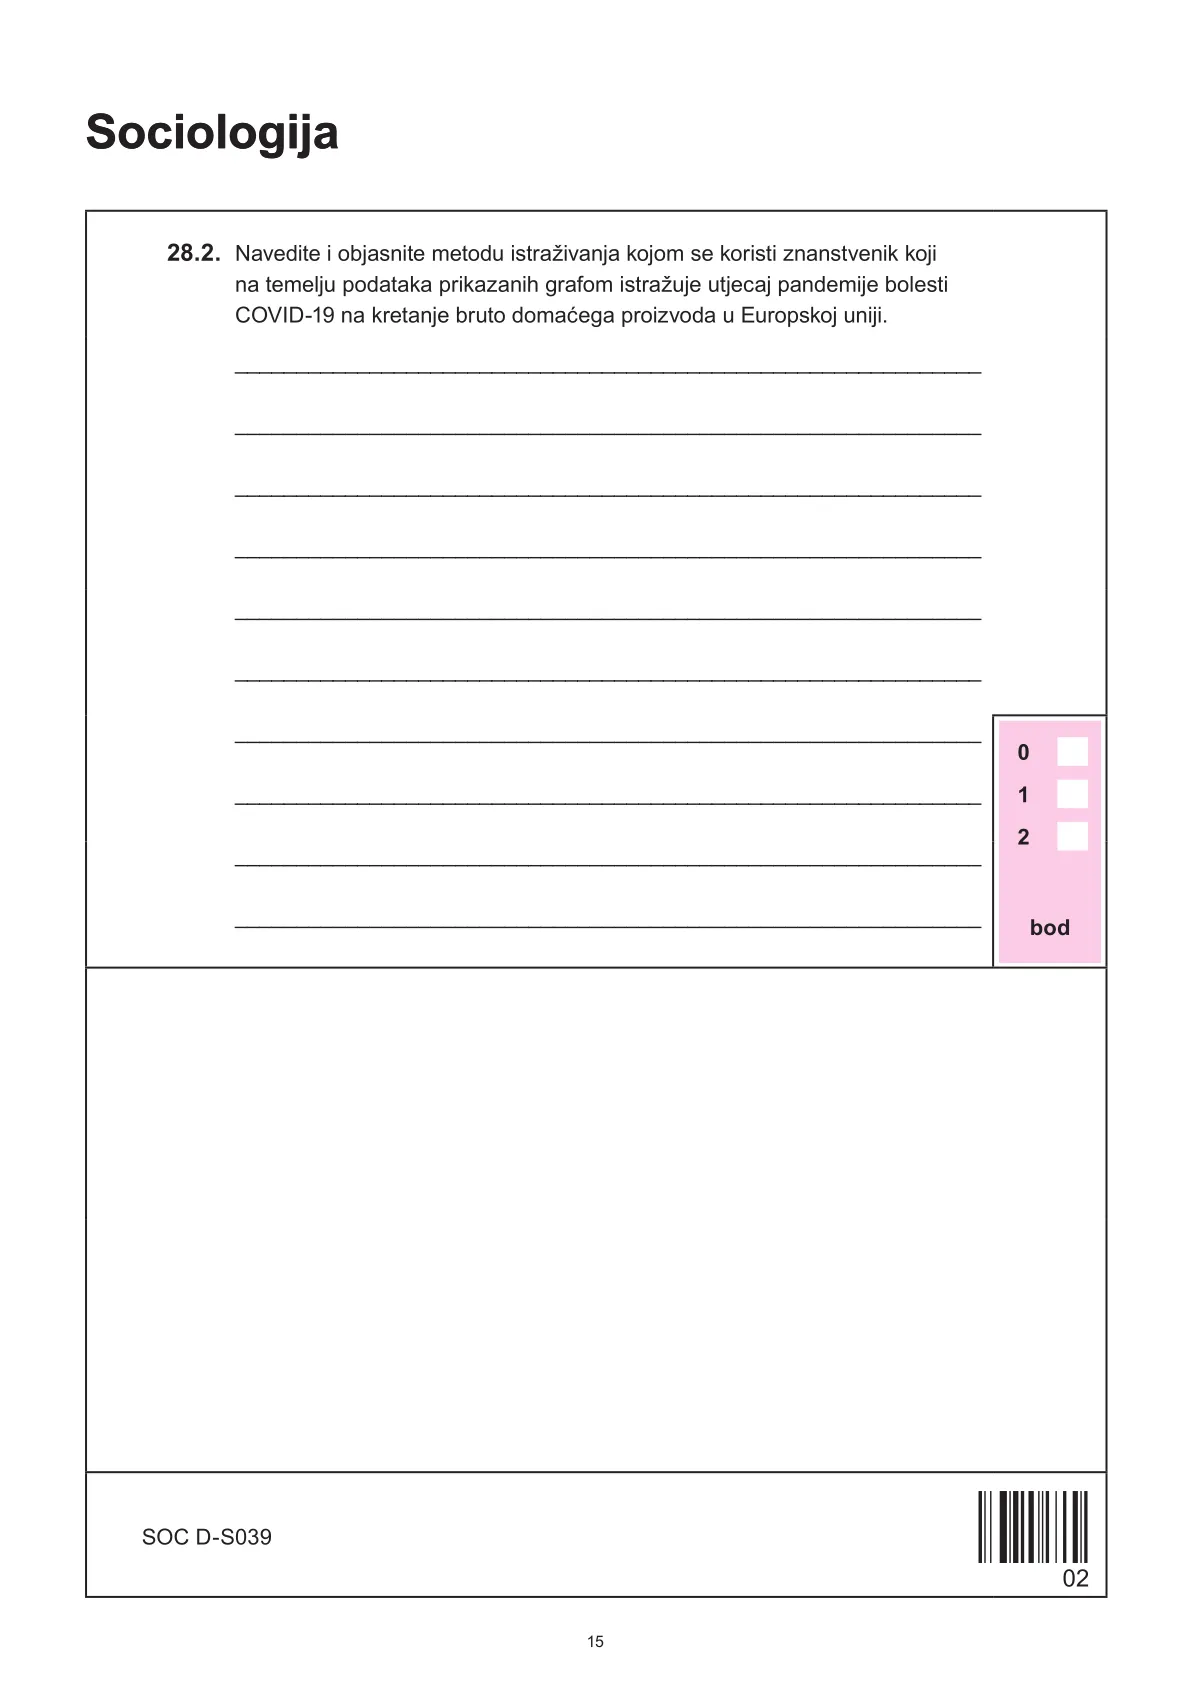 Sociologija
28.2. Navedite i objasnite metodu istraživanja kojom se koristi znanstvenik koji
na temelju podataka prikazanih grafom istražuje utjecaj pandemije bolesti
COVID-19 na kretanje bruto domaćega proizvoda u Europskoj uniji.
0
1
2
bod
SOC D-S039
02
15